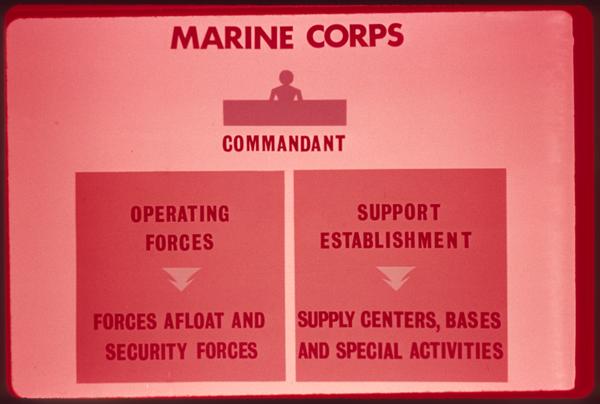 MARINE CORPS
COMMANDANT
OPERATING
FORCES
FORCES AFLOAT AND
SECURITY FORCES
SUPPORT
ESTABLISHMENT
SUPPLY CENTERS, BASES
AND SPECIAL ACTIVITIES